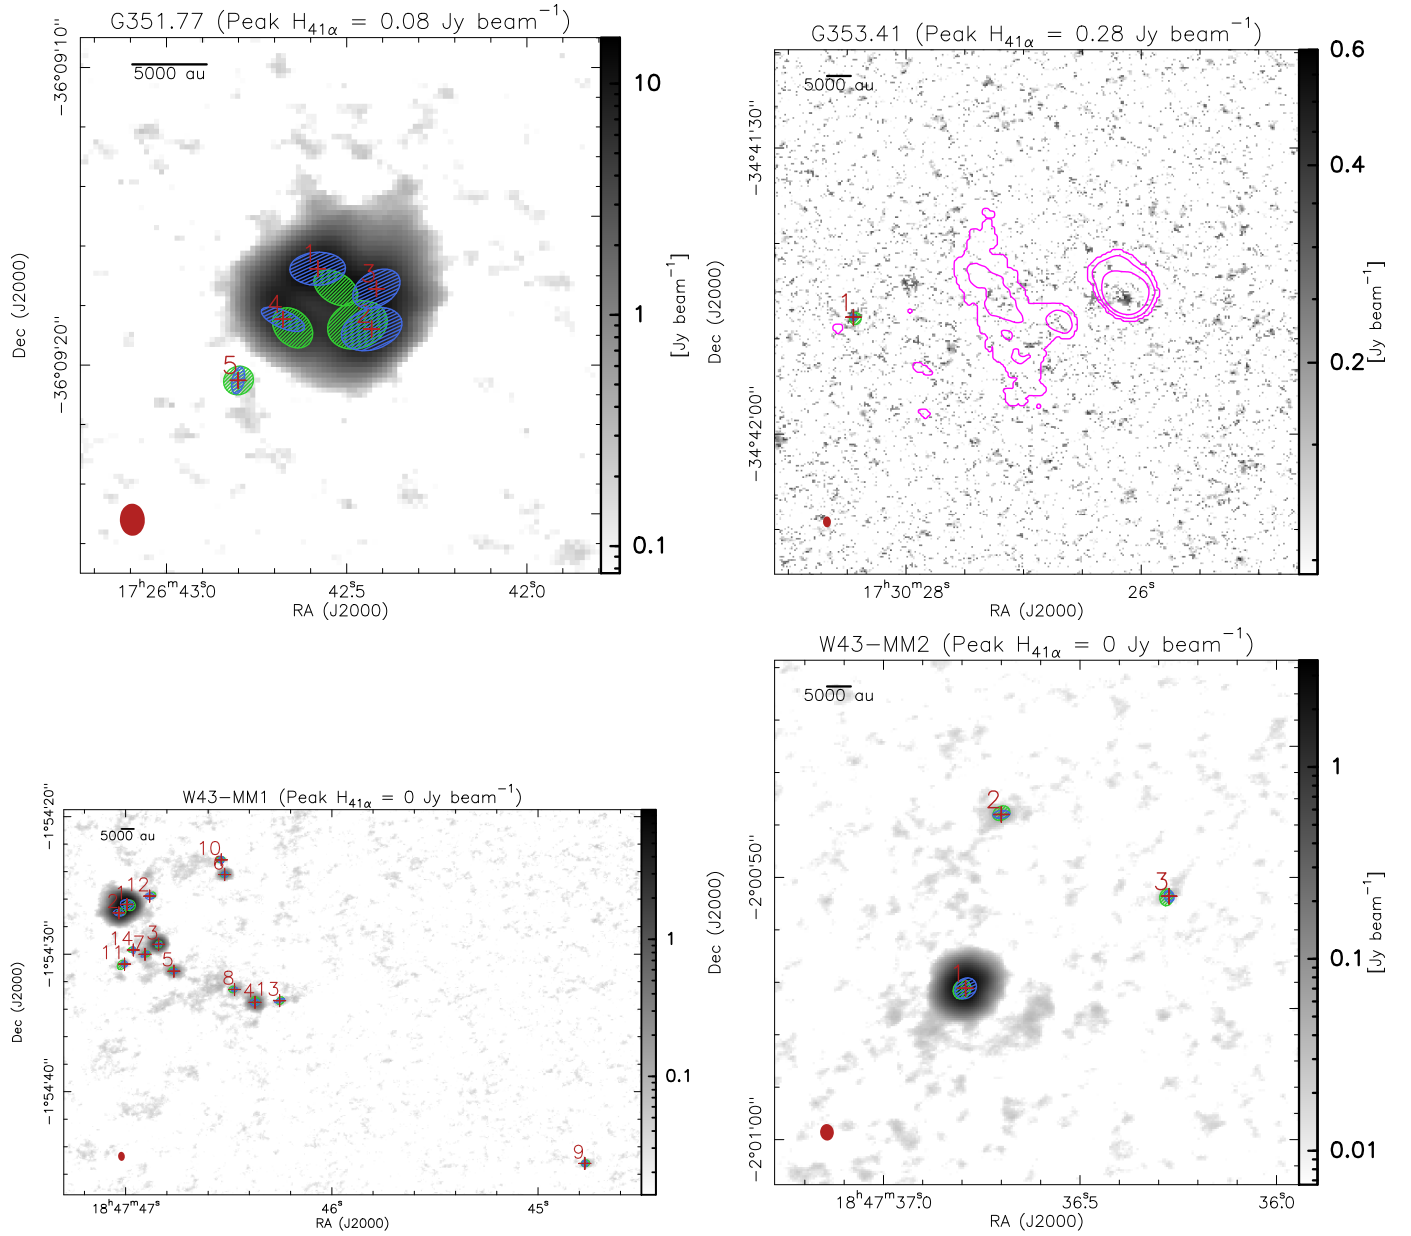 G351.77 (Peak H41α = 0.08 Jy beam−1)
5000 au
−36°09'10"
−36°09'20"
Dec (J2000)
1
3
4
2
5
10
1
0.1
[Jy beam−1]
17h26m43s.0
42s.5
42.0
RA (J2000)
G353.41 (Peak H41α = 0.28 Jy beam−1)
5000 au
−34°41'30"
−34°42'00"
Dec (J2000)
1
0.6
0.4
0.2
[Jy beam−1]
17h30m28s
26s
RA (J2000)
W43−MM1 (Peak H41α = 0 Jy beam−1)
5000 au
−1°54'20"
−1°54'30"
−1°54'40"
Dec (J2000)
10
6
12
1
2
14
7
3
11
5
8
4
13
9
1
0.1
18h47m47s
46s
45s
RA (J2000)
W43−MM2 (Peak H41α = 0 Jy beam−1)
5000 au
−2°00'50"
−2°01'00"
Dec (J2000)
2
3
1
1
0.1
0.01
[Jy beam−1]
18h47m37s.0
36s.5
36s.0
RA (J2000)